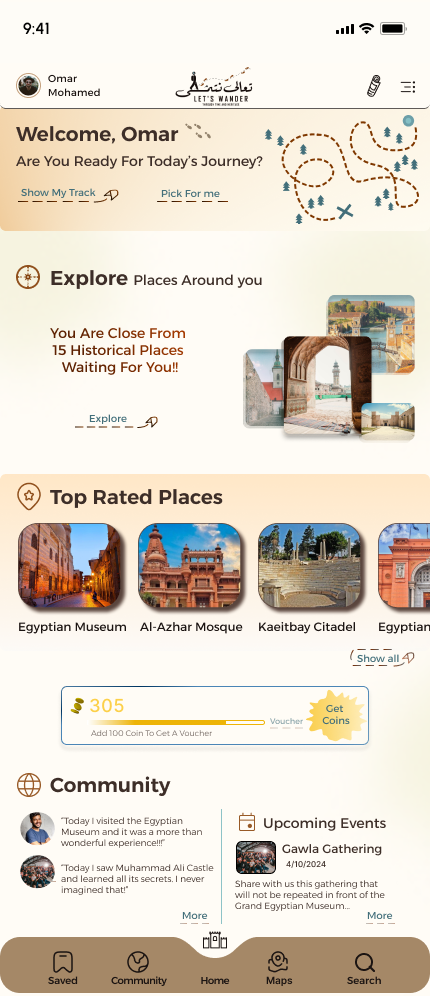 9:41
Omar
Mohamed
تعالى نتمشى
LET'S WANDER
Welcome, Omar
Are You Ready For Today's Journey?
Show My Track
Pick For me
Explore Places Around you
You Are Close From
15 Historical Places
Waiting For You!!
Explore
Top Rated Places
Egyptian Museum
Al-Azhar Mosque
Kaeitbay Citadel
Egyptian
Show all
305
Voucher
Get
Coins
Add 100 Coin To Get A Voucher
Community
"Today I visited the Egyptian
Museum and it was a more than
wonderful experience!!!"
"Today I saw Muhammad Ali Castle
and learned all its secrets. I never
imagined that!"
More
Upcoming Events
Gawla Gathering
4/10/2024
Share with us this gathering that
will not be repeated in front of the
Grand Egyptian Museum...
More
Saved
Community
Home
Maps
Search